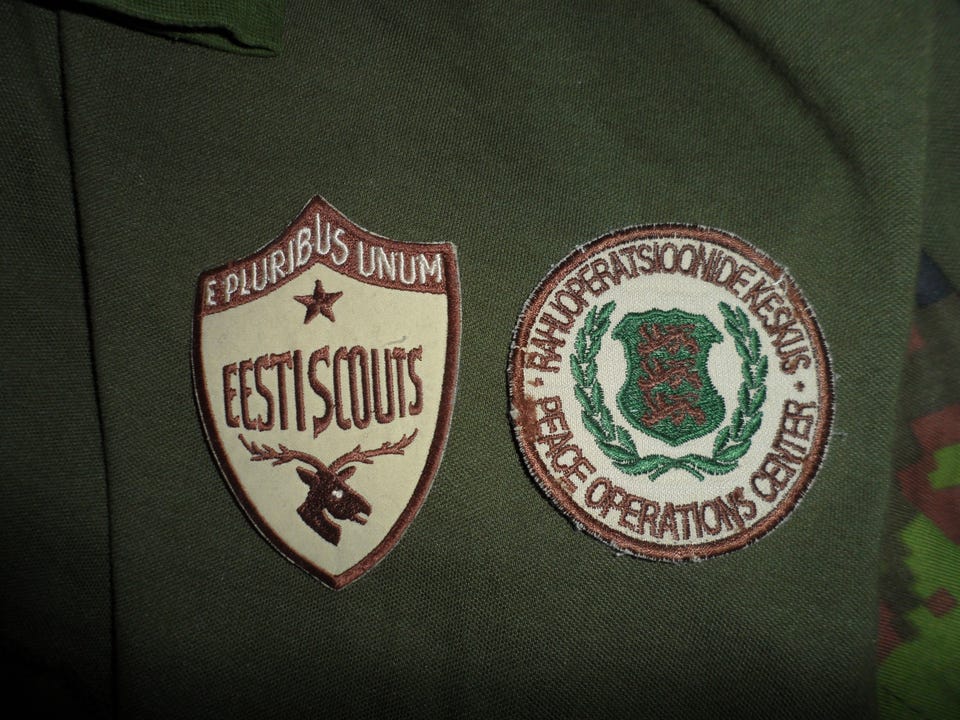 E PLURIBUS UNUM
EESTI SCOUTS
RAHUOPERATSIOONIDE KESKUS
PEACE OPERATIONS CENTER